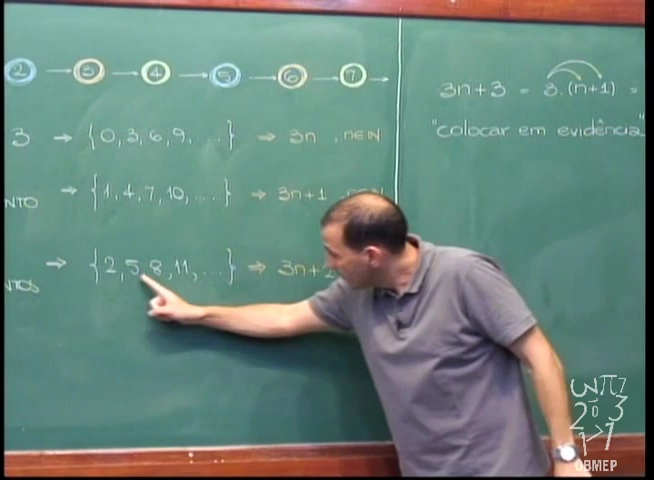 2 → 3 → 4 → 5 → 6 → 7 →
3 → {0, 3, 6, 9, ...} ⇒ 3n , n∈ℕ
NTO → {1, 4, 7, 10, ...} ⇒ 3n+1
NTOS → {2, 5, 8, 11, ...} ⇒ 3n+2
3n+3 = 3.(n+1) =
"colocar em evidência"
OBMEP